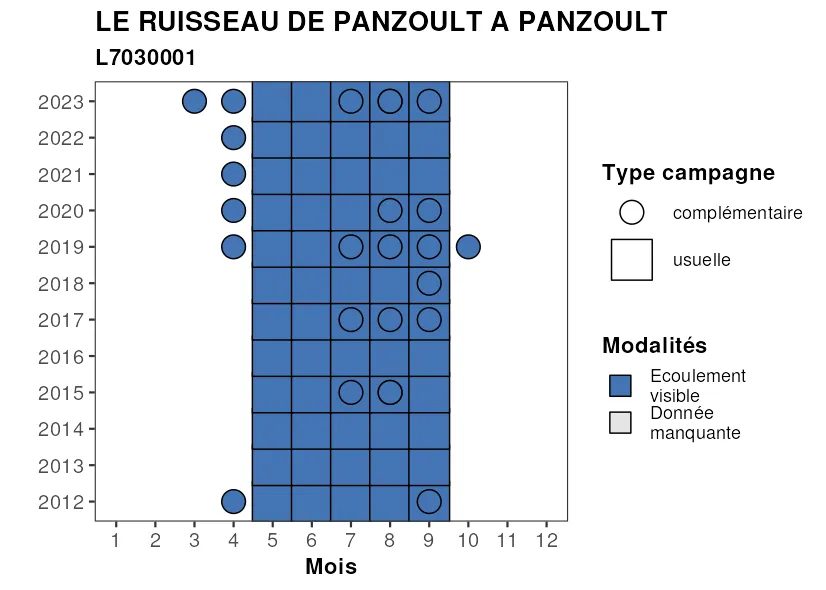 LE RUISSEAU DE PANZOULT A PANZOULT
L7030001
2023
2022
2021
2020
2019
2018
2017
2016
2015
2014
2013
2012
1 2 3 4 5 6 7 8 9 10 11 12
Mois
Type campagne
complémentaire
usuelle
Modalités
Ecoulement
visible
Donnée
manquante